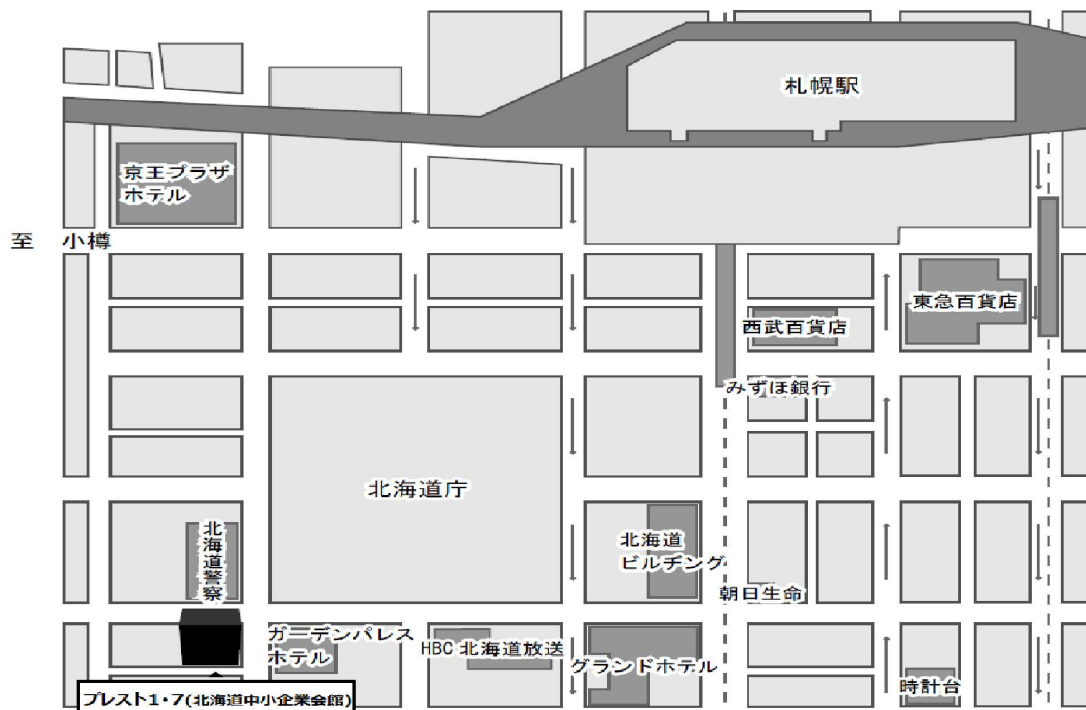 札幌駅
京王プラザ
ホテル
至 小樽
東急百貨店
西武百貨店
みずほ銀行
北海道庁
北海道警察
北海道
ビルヂング
朝日生命
ガーデンパレス
ホテル
HBC 北海道放送
グランドホテル
時計台
プレスト1・7(北海道中小企業会館)